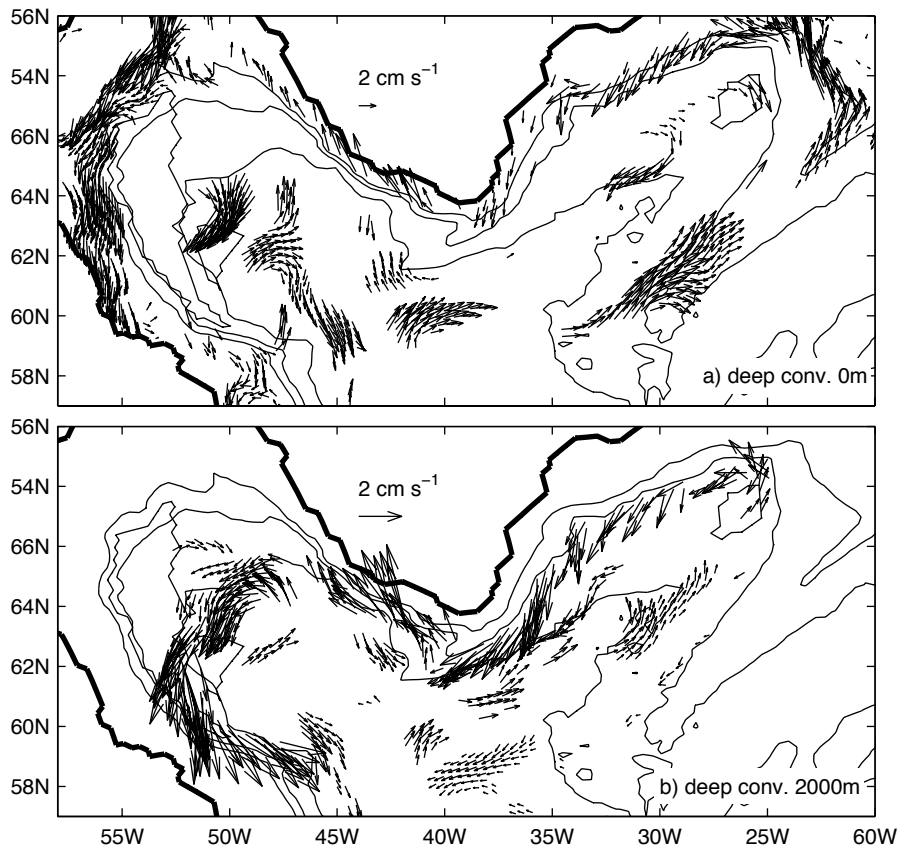 56N
54N
66N
64N
62N
60N
58N
2 cm s⁻¹
a) deep conv. 0m
56N
54N
66N
64N
62N
60N
58N
2 cm s⁻¹
b) deep conv. 2000m
55W 50W 45W 40W 35W 30W 25W 60W